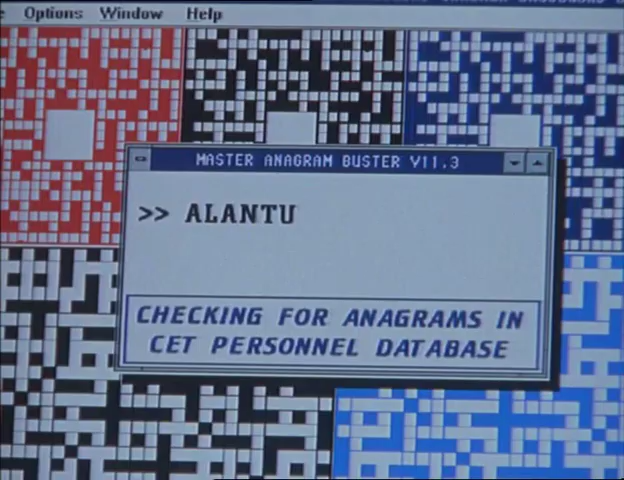 Options Window Help
MASTER ANAGRAM BUSTER V11.3
>> ALANTU
CHECKING FOR ANAGRAMS IN
CET PERSONNEL DATABASE